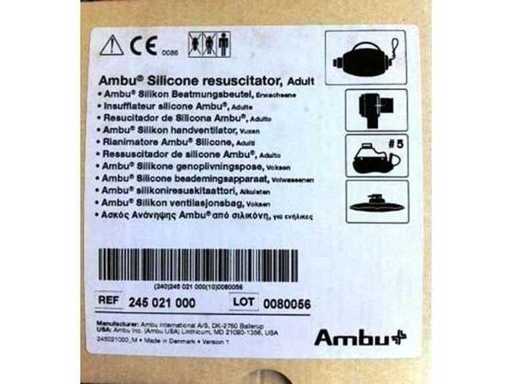 CE 0086
Ambu® Silicone resuscitator, Adult
• Ambu® Silikon Beatmungsbeutel, Erwachsene
• Insufflateur silicone Ambu®, Adulte
• Resucitador de Silicona Ambu®, Adulto
• Ambu® Silikon handventilator, Vuxen
• Rianimatore Ambu® Silicone, Adulti
• Ressuscitador de silicone Ambu®, Adulto
• Ambu® Silikone genoplivningspose, Voksen
• Ambu® Silicone beademingsapparaat, Volwassenen
• Ambu® silikoniresuskitaattori, Aikuisten
• Ambu® Silikon ventilasjonsbag, Voksen
• Ασκός Ανάνηψης Ambu® από σιλικόνη, για ενήλικες
#5
(240)245 021 000(10)0080056
REF 245 021 000 LOT 0080056
Manufacturer: Ambu International A/S, DK-2750 Ballerup
USA: Ambu Inc. (Ambu USA) Linthicum, MD 21090-1356, USA
245021000_M • Made in Denmark • Version 1
Ambu